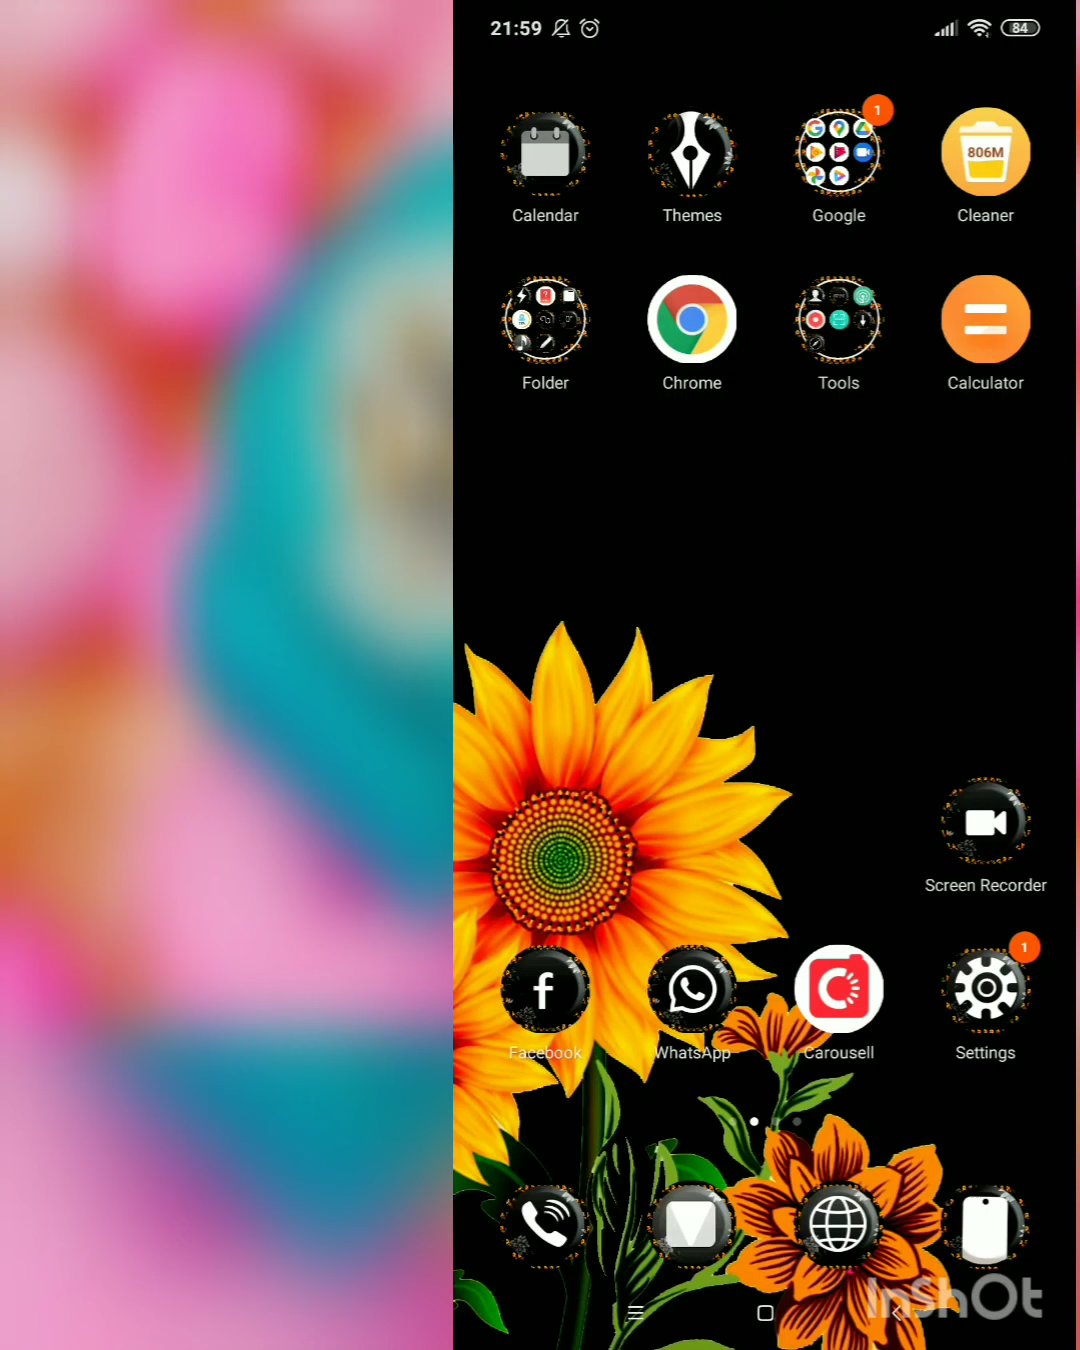 21:59
84
1
806M
Calendar
Themes
Google
Cleaner
Folder
Chrome
Tools
Calculator
Screen Recorder
1
Facebook
WhatsApp
Carousell
Settings
InShOt